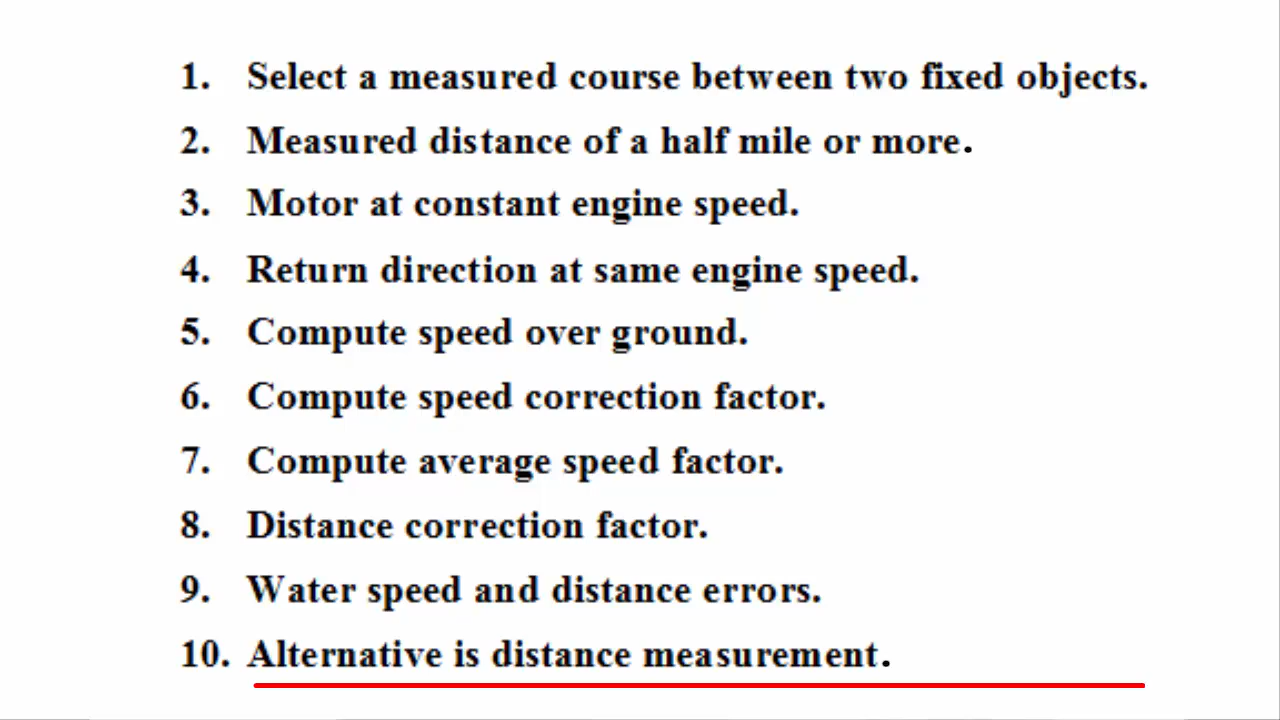 1. Select a measured course between two fixed objects.
2. Measured distance of a half mile or more.
3. Motor at constant engine speed.
4. Return direction at same engine speed.
5. Compute speed over ground.
6. Compute speed correction factor.
7. Compute average speed factor.
8. Distance correction factor.
9. Water speed and distance errors.
10. Alternative is distance measurement.